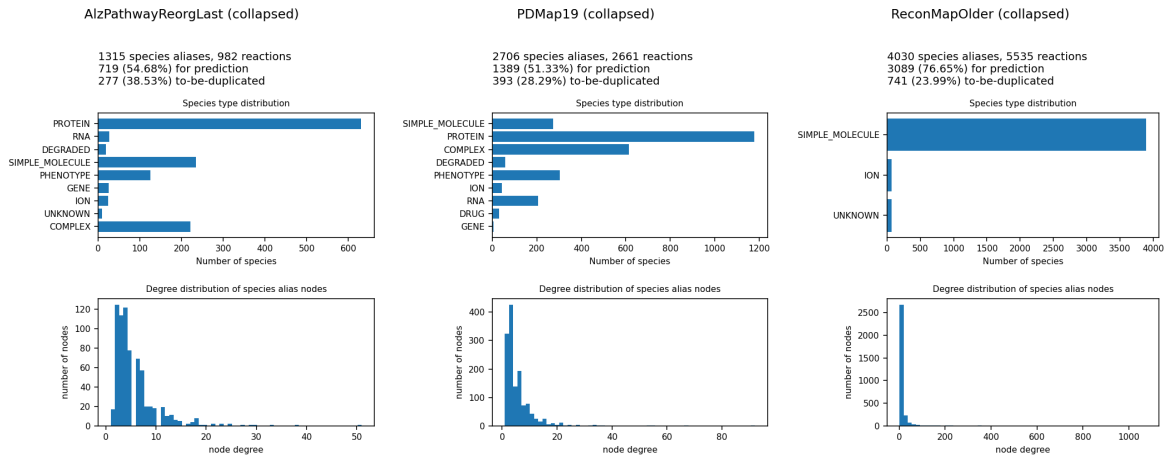 AlzPathwayReorgLast (collapsed)
1315 species aliases, 982 reactions
719 (54.68%) for prediction
277 (38.53%) to-be-duplicated
Species type distribution
PROTEIN
RNA
DEGRADED
SIMPLE_MOLECULE
PHENOTYPE
GENE
ION
UNKNOWN
COMPLEX
0 100 200 300 400 500 600
Number of species
Degree distribution of species alias nodes
number of nodes
120
100
80
60
40
20
0
0 10 20 30 40 50
node degree
PDMap19 (collapsed)
2706 species aliases, 2661 reactions
1389 (51.33%) for prediction
393 (28.29%) to-be-duplicated
Species type distribution
SIMPLE_MOLECULE
PROTEIN
COMPLEX
DEGRADED
PHENOTYPE
ION
RNA
DRUG
GENE
0 200 400 600 800 1000 1200
Number of species
Degree distribution of species alias nodes
number of nodes
400
300
200
100
0
0 20 40 60 80
node degree
ReconMapOlder (collapsed)
4030 species aliases, 5535 reactions
3089 (76.65%) for prediction
741 (23.99%) to-be-duplicated
Species type distribution
SIMPLE_MOLECULE
ION
UNKNOWN
0 500 1000 1500 2000 2500 3000 3500 4000
Number of species
Degree distribution of species alias nodes
number of nodes
2500
2000
1500
1000
500
0
0 200 400 600 800 1000
node degree